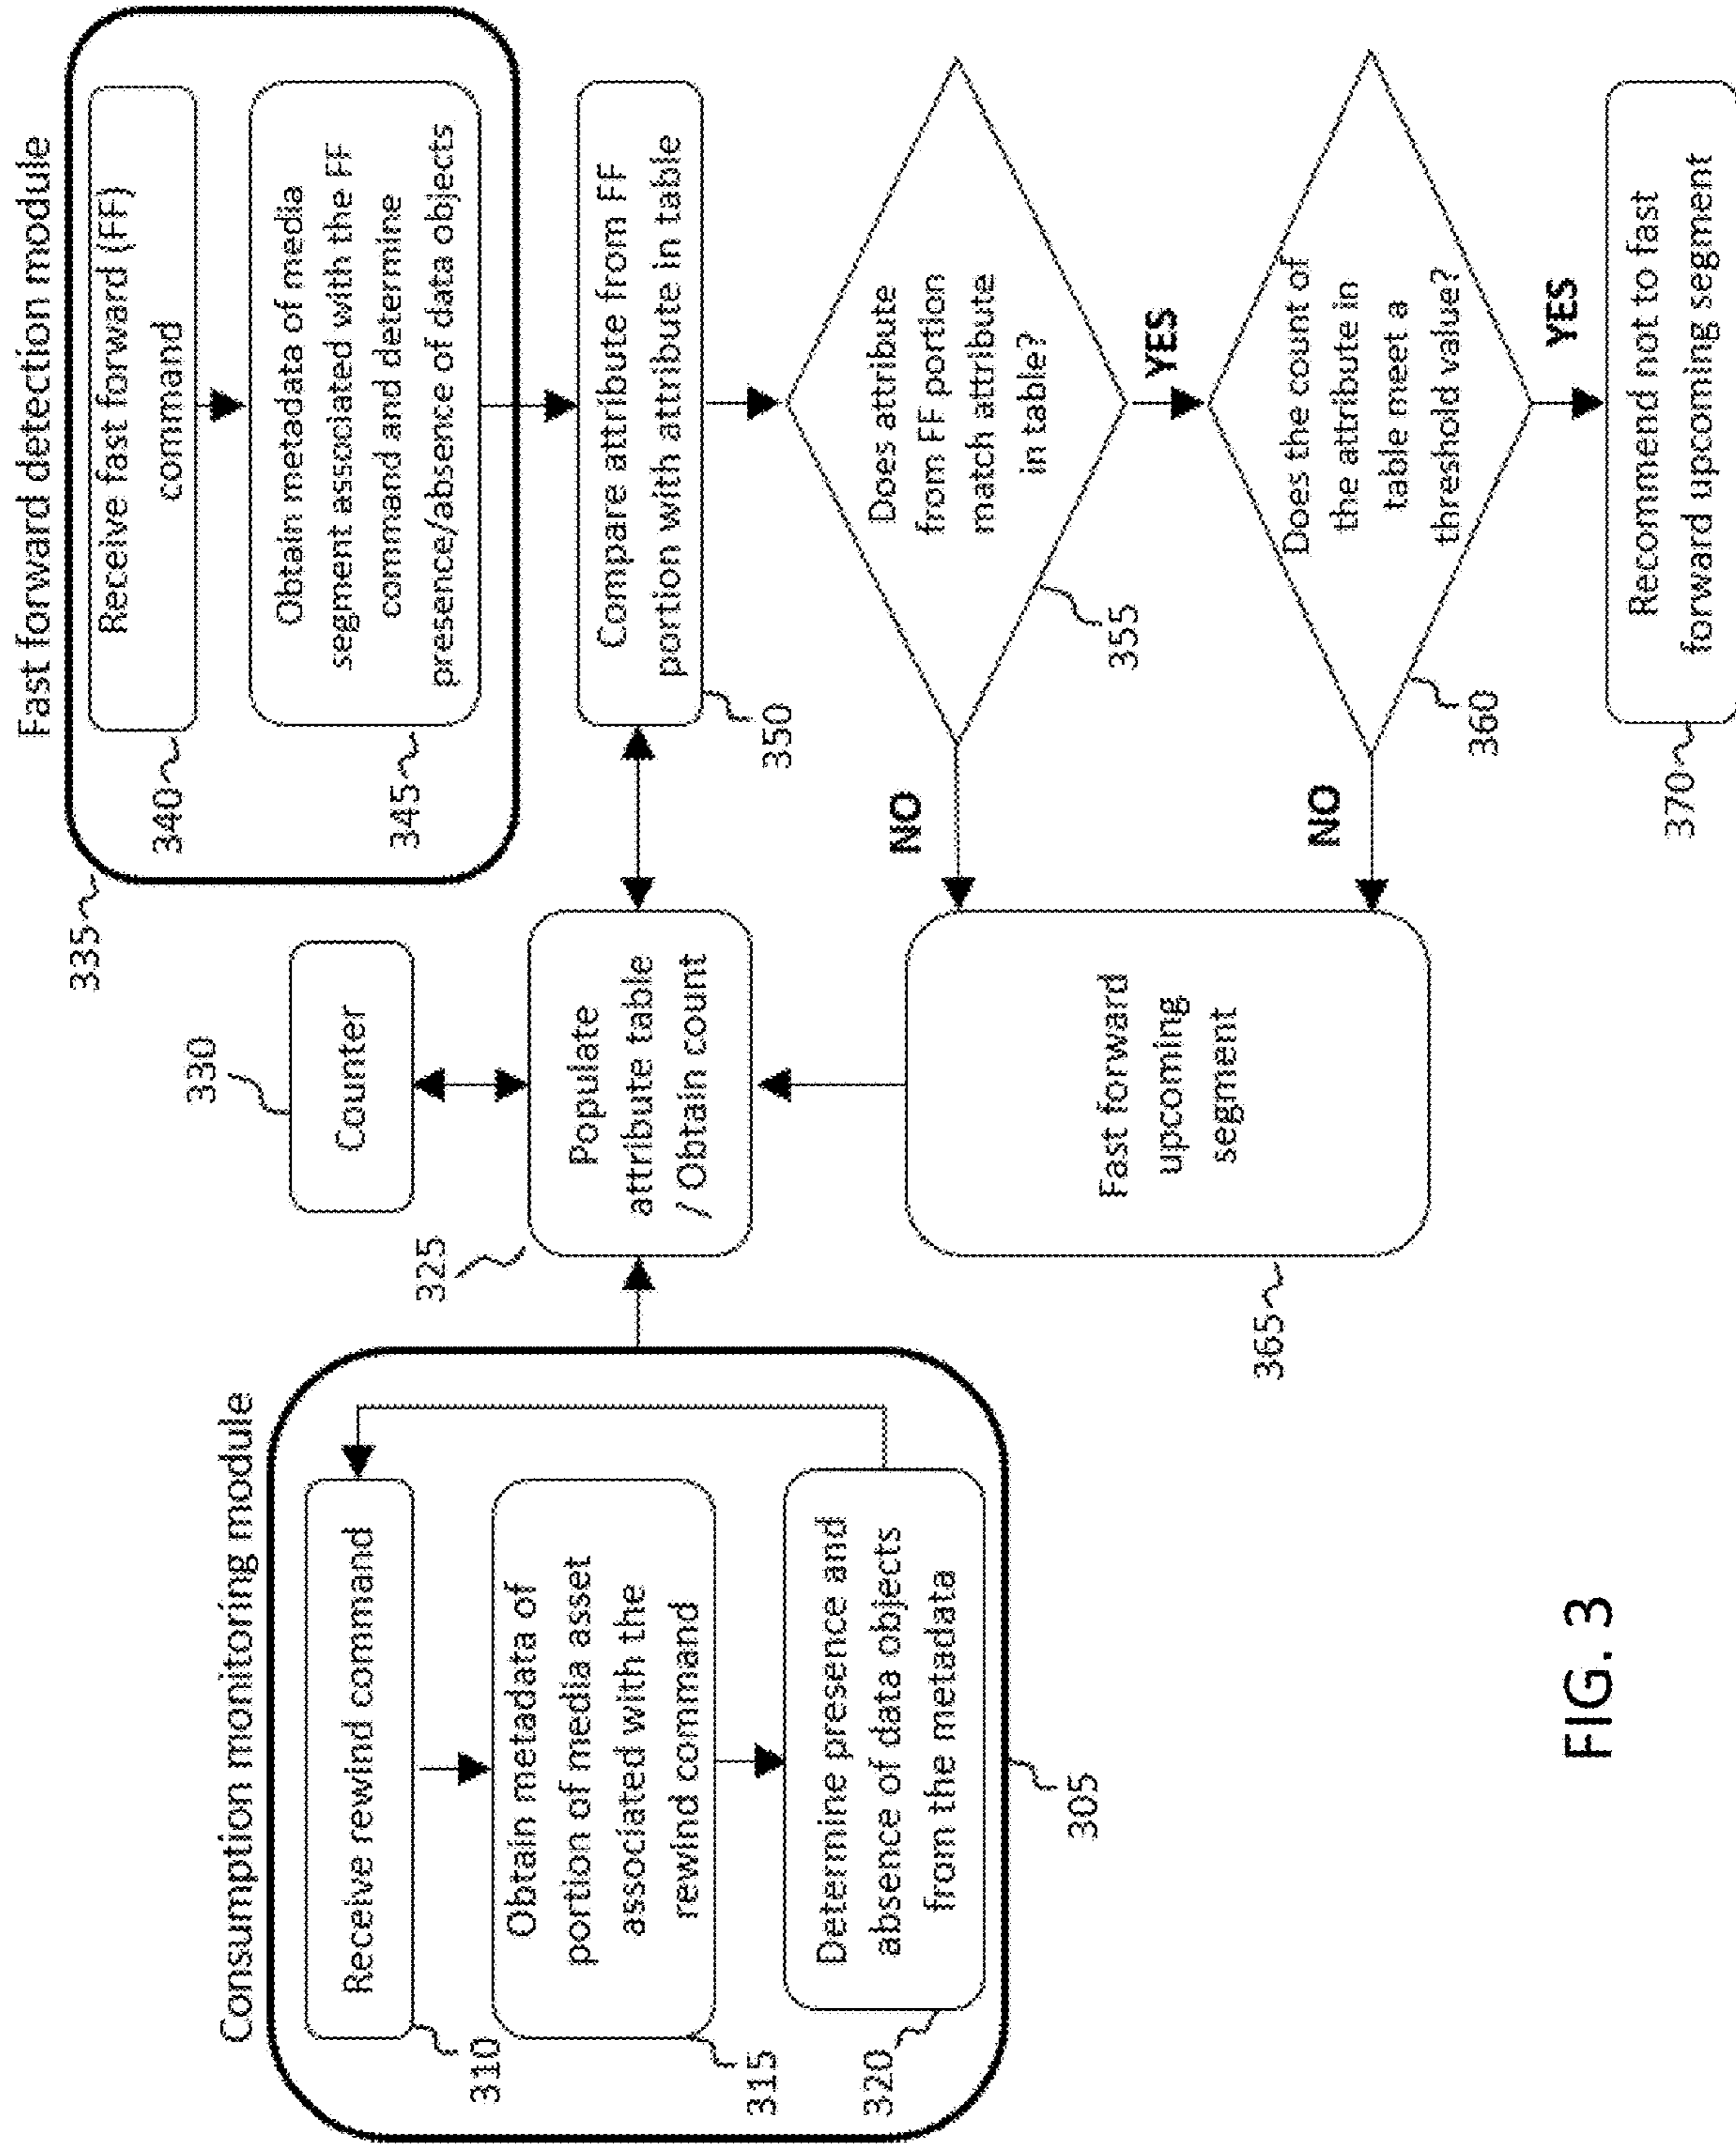 Consumption monitoring module
310
Receive rewind command
315
Obtain metadata of
portion of media asset
associated with the
rewind command
320
Determine presence and
absence of data objects
from the metadata
305
330
Counter
325
Populate
attribute table
/ Obtain count
365
Fast forward
upcoming
segment
Fast forward detection module
335
340
Receive fast forward (FF)
command
345
Obtain metadata of media
segment associated with the FF
command and determine
presence/absence of data objects
350
Compare attribute from FF
portion with attribute in table
355
Does attribute
from FF portion
match attribute
in table?
NO
YES
360
Does the count of
the attribute in
table meet a
threshold value?
NO
YES
370
Recommend not to fast
forward upcoming segment
FIG. 3